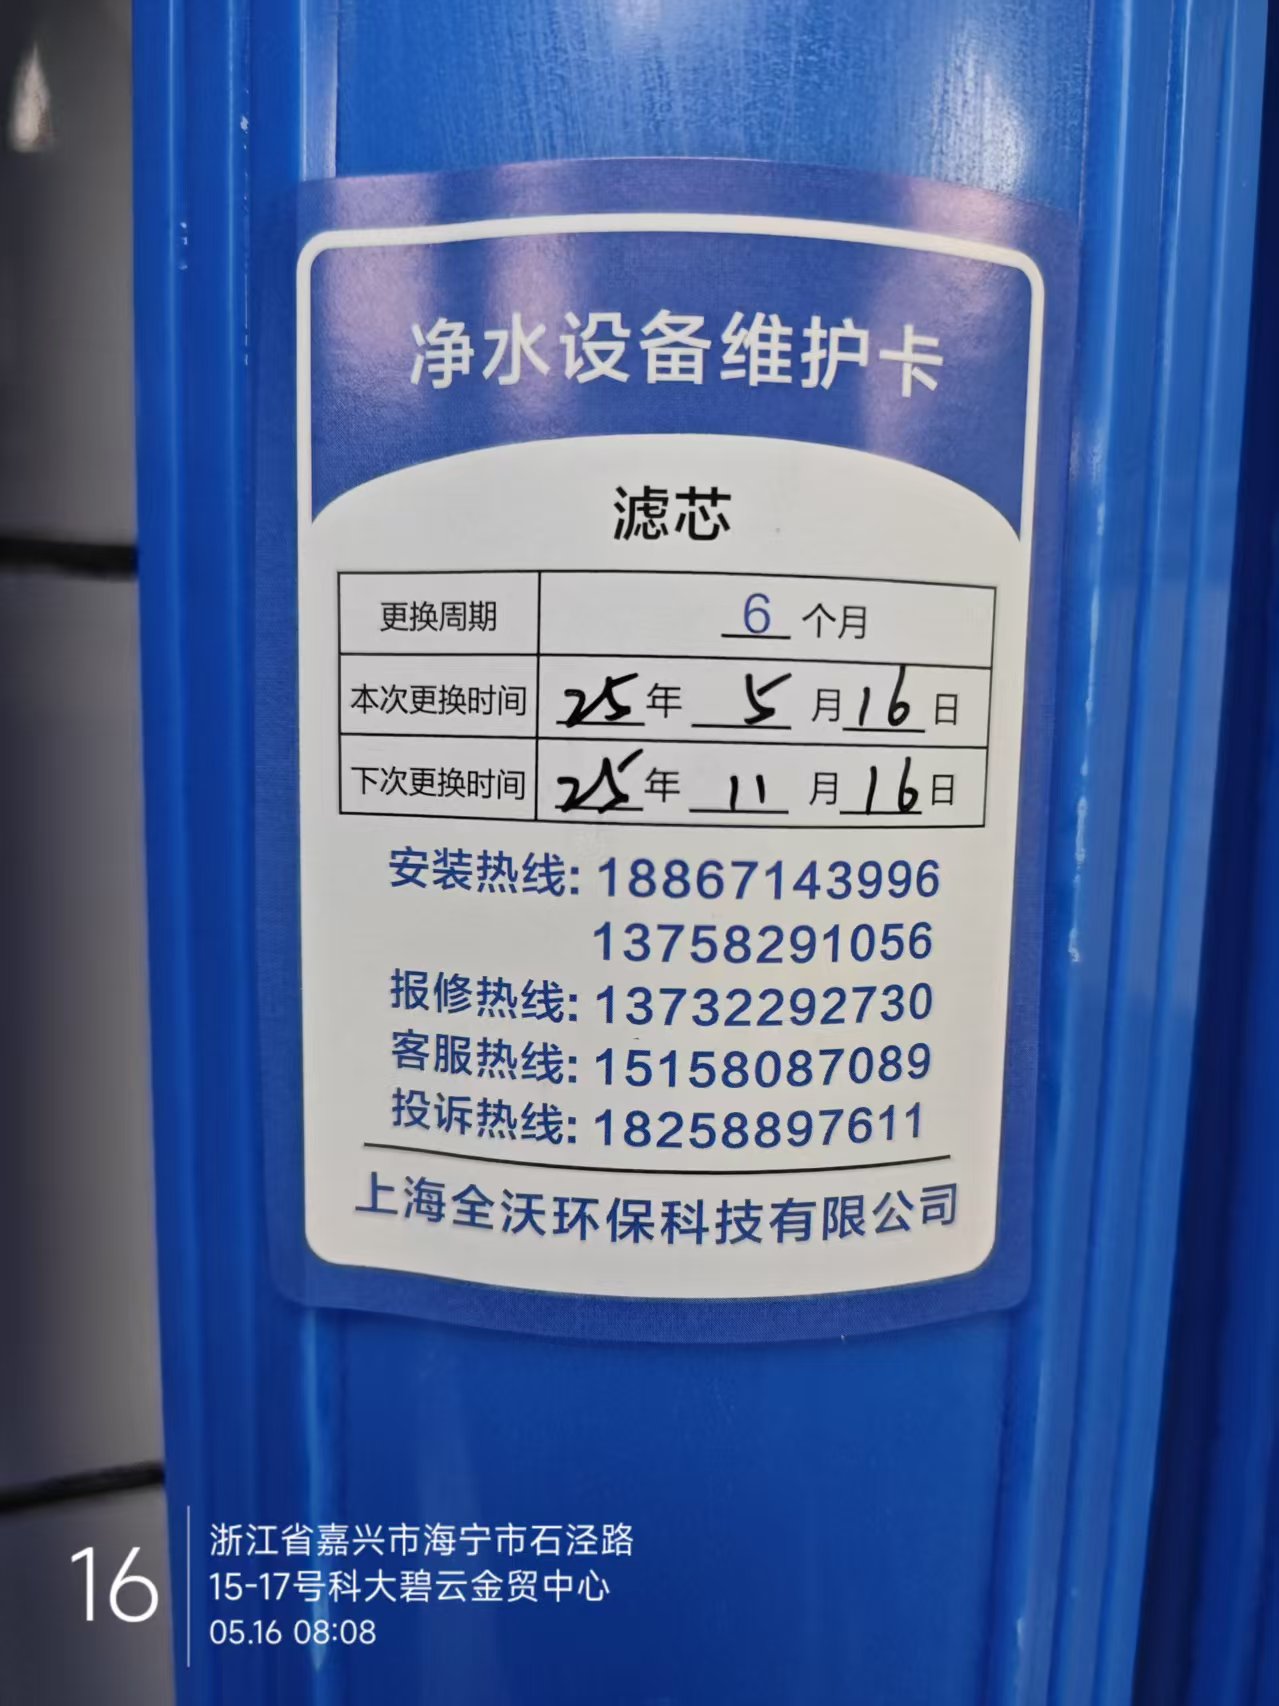 净水设备维护卡
滤芯
更换周期 6 个月
本次更换时间 25年 5 月 16 日
下次更换时间 25年 11 月 16 日
安装热线: 18867143996
13758291056
报修热线: 13732292730
客服热线: 15158087089
投诉热线: 18258897611
上海全沃环保科技有限公司
16
浙江省嘉兴市海宁市石泾路
15-17号科大碧云金贸中心
05.16 08:08